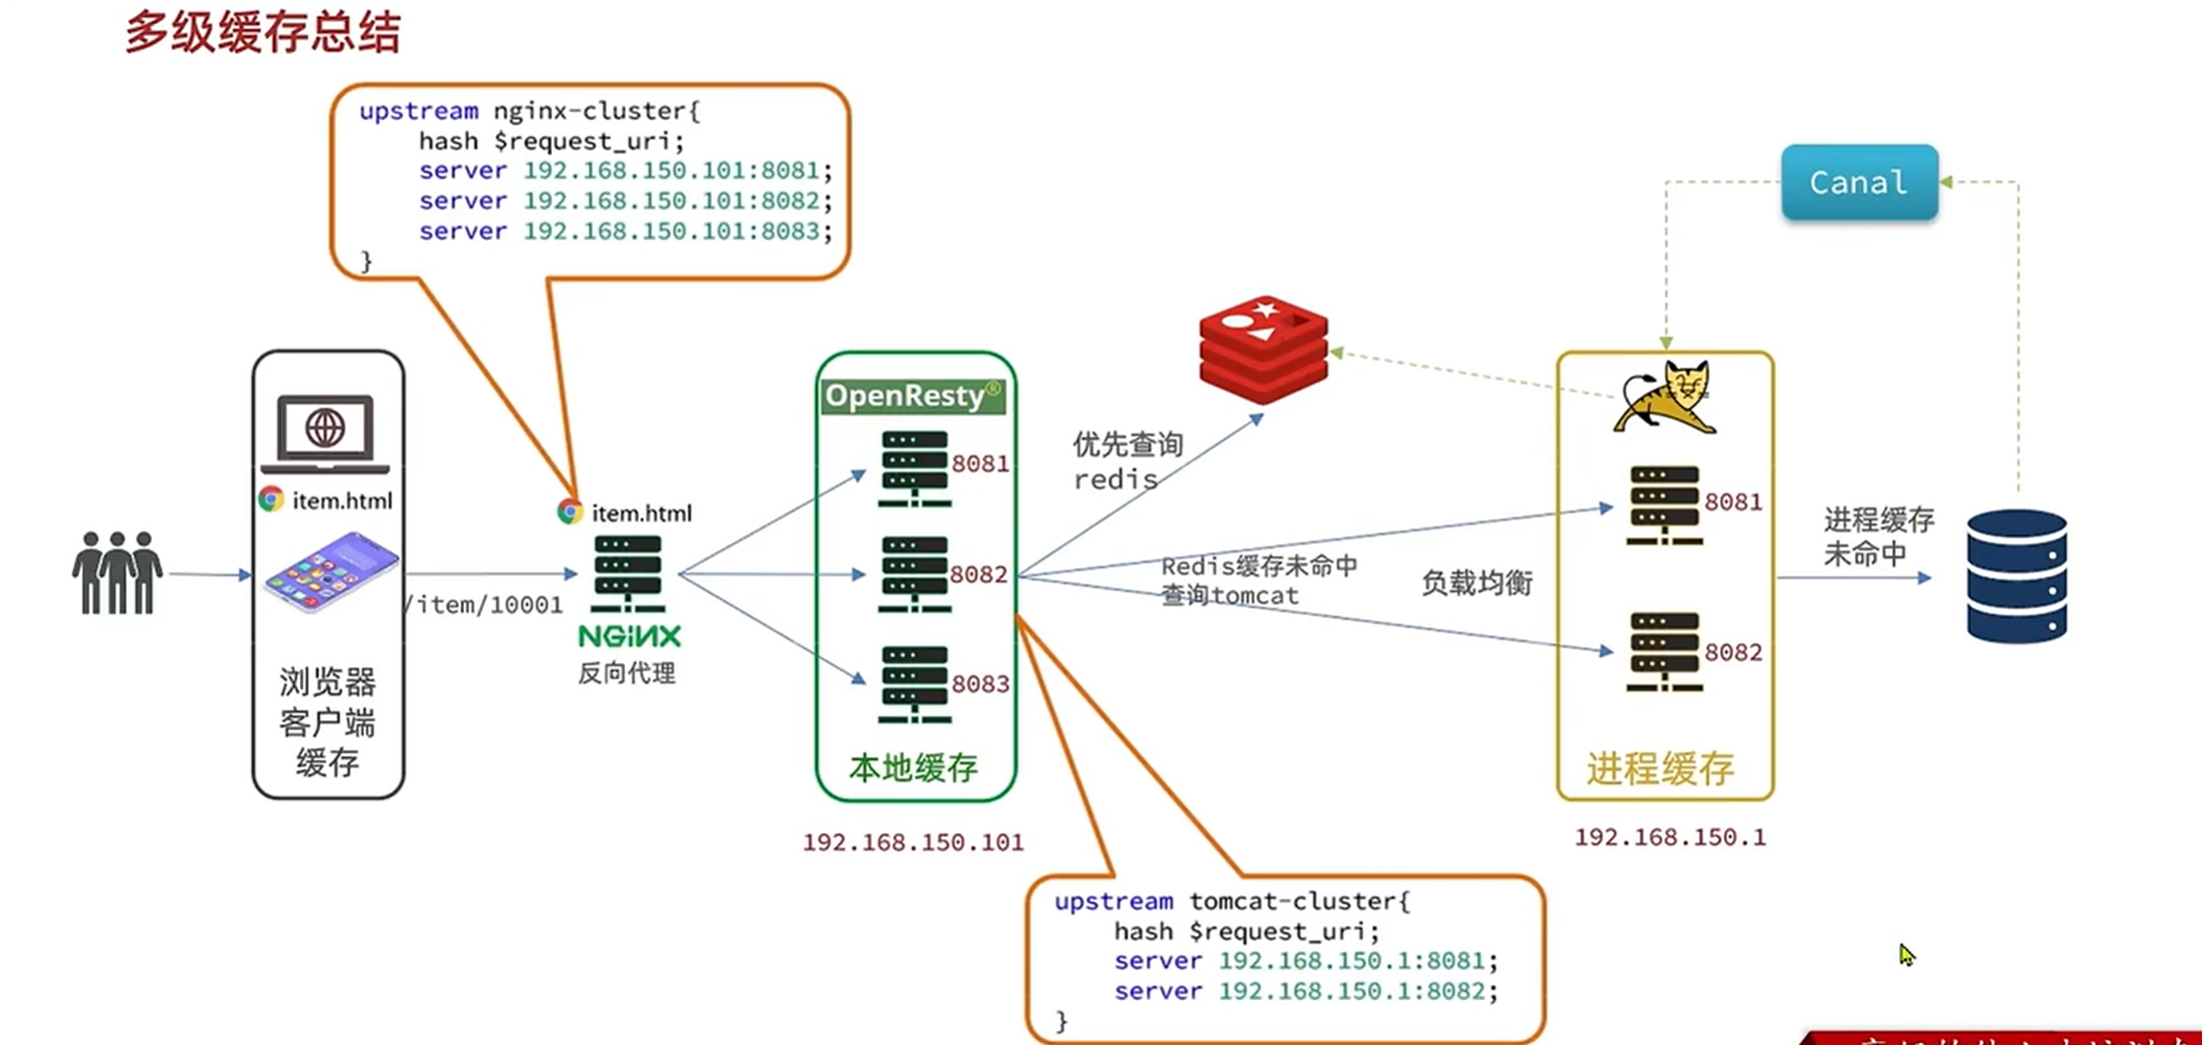 多级缓存总结
upstream nginx-cluster{
hash $request_uri;
server 192.168.150.101:8081;
server 192.168.150.101:8082;
server 192.168.150.101:8083;
}
Canal
OpenResty®
8081
8082
8083
本地缓存
192.168.150.101
item.html
浏览器
客户端
缓存
/item/10001
item.html
NGINX
反向代理
优先查询
redis
Redis缓存未命中
查询tomcat
负载均衡
8081
8082
进程缓存
192.168.150.1
进程缓存
未命中
upstream tomcat-cluster{
hash $request_uri;
server 192.168.150.1:8081;
server 192.168.150.1:8082;
}